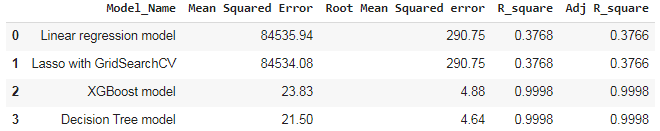 Model_Name Mean Squared Error Root Mean Squared error R_square Adj R_square
0 Linear regression model 84535.94 290.75 0.3768 0.3766
1 Lasso with GridSearchCV 84534.08 290.75 0.3768 0.3766
2 XGBoost model 23.83 4.88 0.9998 0.9998
3 Decision Tree model 21.50 4.64 0.9998 0.9998